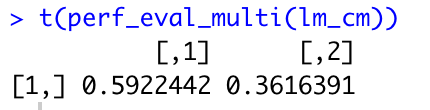 > t(perf_eval_multi(lm_cm))
[,1] [,2]
[1,] 0.5922442 0.3616391